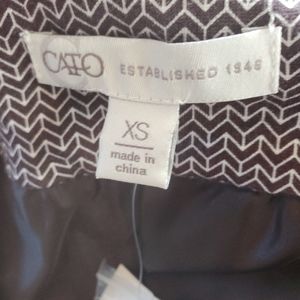 CATO ESTABLISHED 1946
XS
made in
china